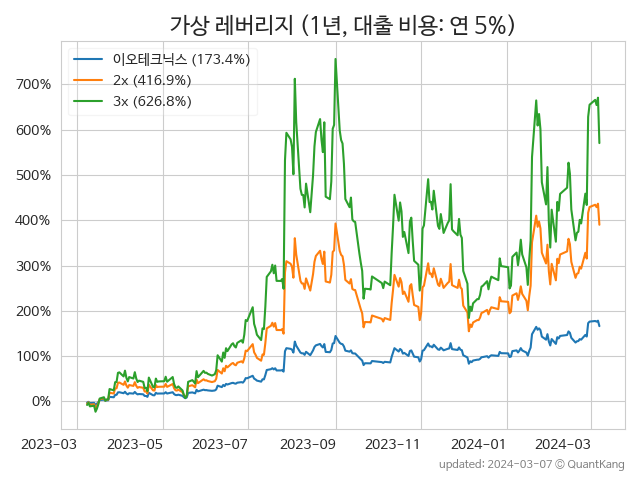 가상 레버리지 (1년, 대출 비용: 연 5%)
이오테크닉스 (173.4%)
2x (416.9%)
3x (626.8%)
700%
600%
500%
400%
300%
200%
100%
0%
2023-03 2023-05 2023-07 2023-09 2023-11 2024-01 2024-03
updated: 2024-03-07 © QuantKang